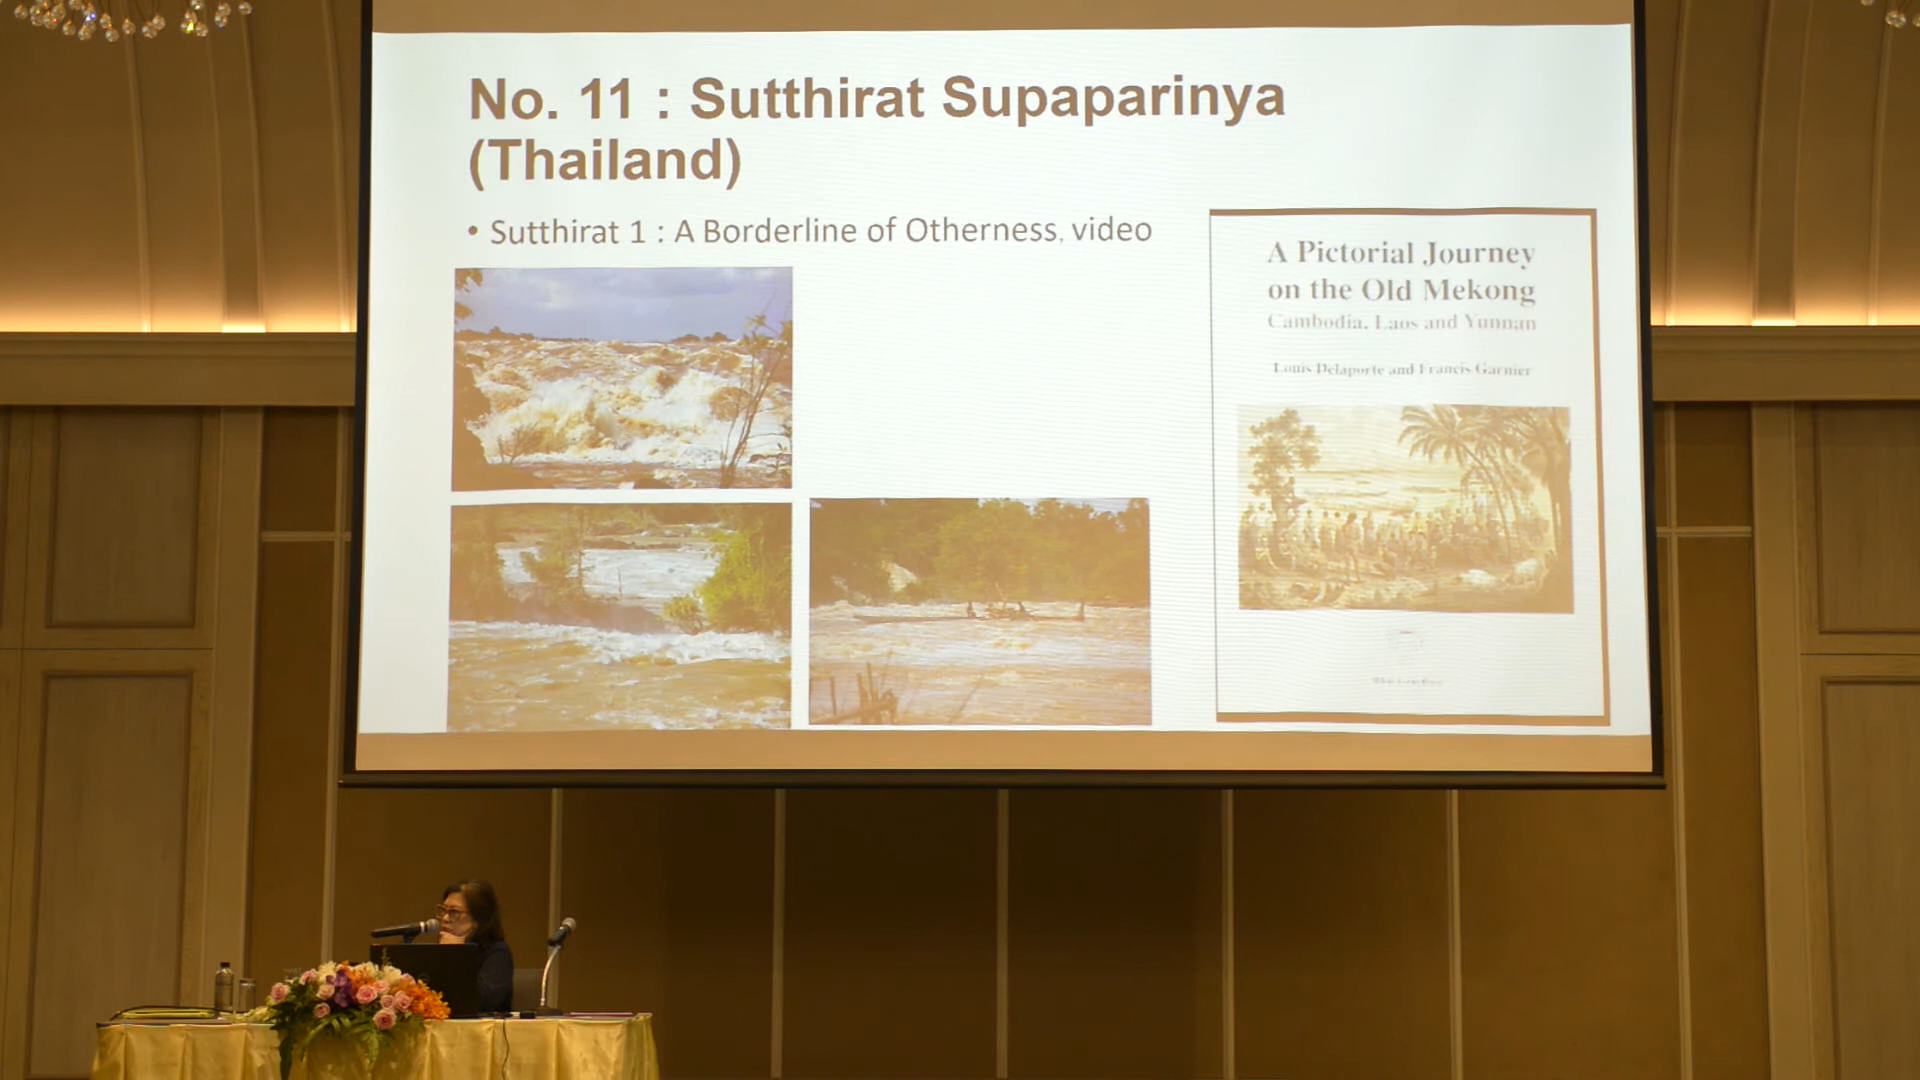 No. 11 : Sutthirat Supaparinya
(Thailand)
• Sutthirat 1 : A Borderline of Otherness, video
A Pictorial Journey
on the Old Mekong
Cambodia, Laos and Yunnan
Louis Delaporte and Francis Garnier